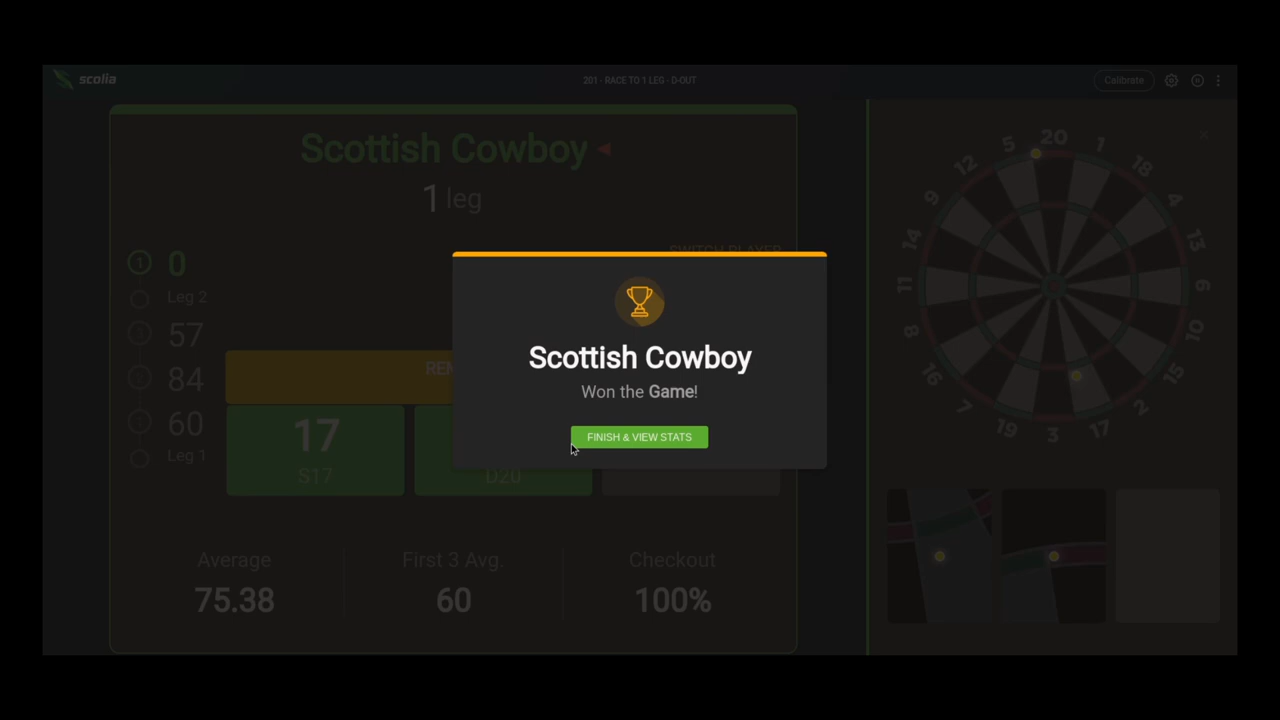 scolia
201 - RACE TO 1 LEG - D-OUT
Calibrate
Scottish Cowboy
1 leg
SWITCH PLAYER
1 0
Leg 2
57
84
60
Leg 1
17
S17
D20
Scottish Cowboy
Won the Game!
FINISH & VIEW STATS
Average
75.38
First 3 Avg.
60
Checkout
100%
20
1
18
4
13
6
10
15
2
17
3
19
7
16
8
11
14
9
12
5